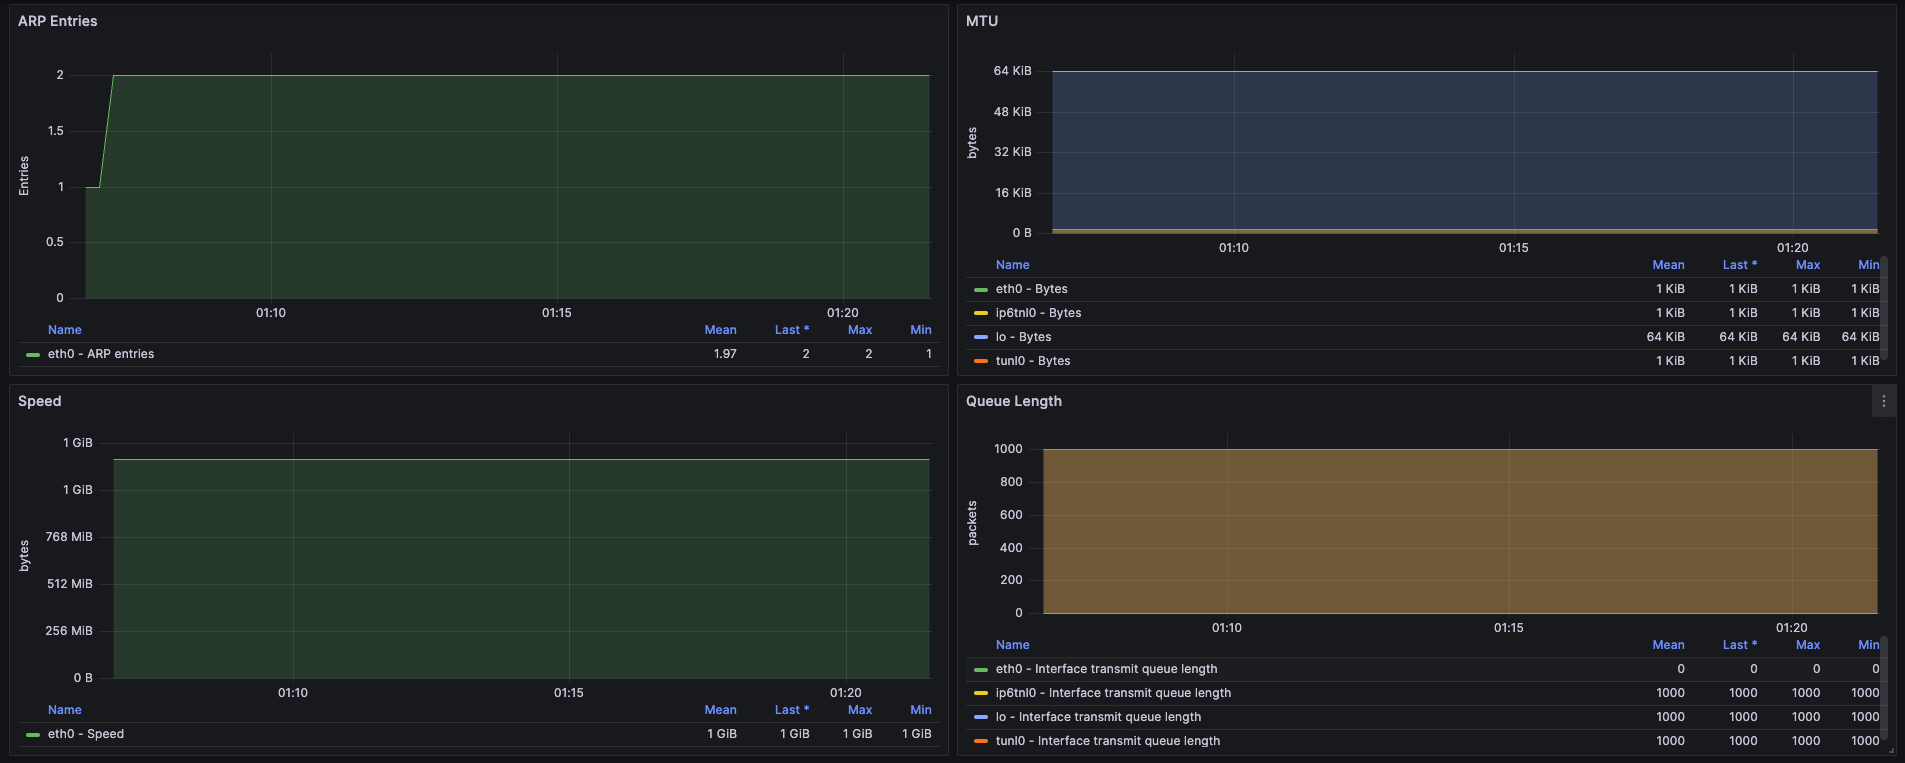 ARP Entries
Entries
2
1.5
1
0.5
0
01:10 01:15 01:20
Name Mean Last * Max Min
eth0 - ARP entries 1.97 2 2 1
MTU
bytes
64 KiB
48 KiB
32 KiB
16 KiB
0 B
01:10 01:15 01:20
Name Mean Last * Max Min
eth0 - Bytes 1 KiB 1 KiB 1 KiB 1 KiB
ip6tnl0 - Bytes 1 KiB 1 KiB 1 KiB 1 KiB
lo - Bytes 64 KiB 64 KiB 64 KiB 64 KiB
tunl0 - Bytes 1 KiB 1 KiB 1 KiB 1 KiB
Speed
bytes
1 GiB
1 GiB
768 MiB
512 MiB
256 MiB
0 B
01:10 01:15 01:20
Name Mean Last * Max Min
eth0 - Speed 1 GiB 1 GiB 1 GiB 1 GiB
Queue Length
packets
1000
800
600
400
200
0
01:10 01:15 01:20
Name Mean Last * Max Min
eth0 - Interface transmit queue length 0 0 0 0
ip6tnl0 - Interface transmit queue length 1000 1000 1000 1000
lo - Interface transmit queue length 1000 1000 1000 1000
tunl0 - Interface transmit queue length 1000 1000 1000 1000